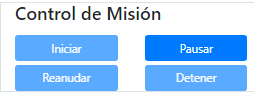 Control de Misión
Iniciar Pausar
Reanudar Detener